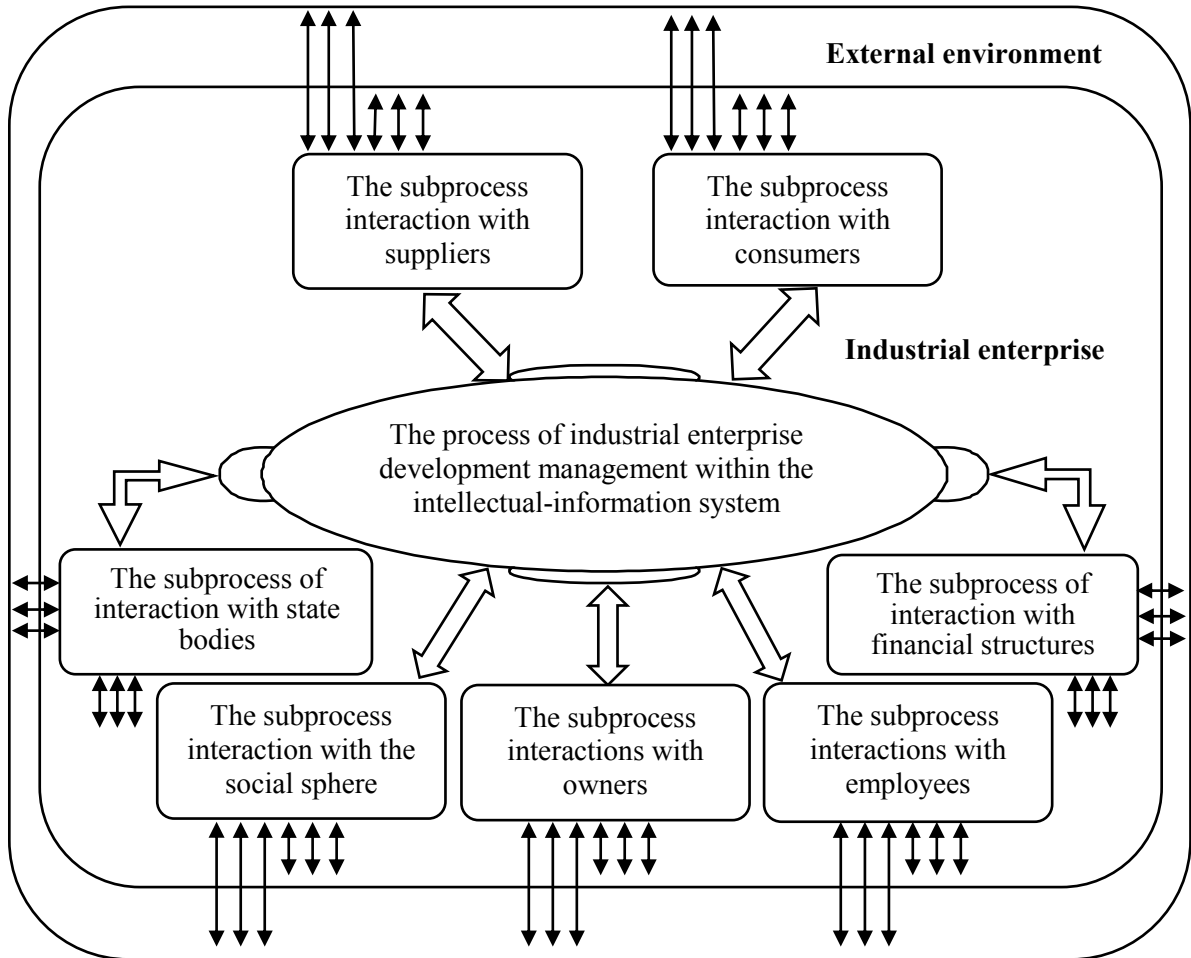 External environment
The subprocess
interaction with
suppliers
The subprocess
interaction with
consumers
Industrial enterprise
The process of industrial enterprise
development management within the
intellectual-information system
The subprocess of
interaction with state
bodies
The subprocess of
interaction with
financial structures
The subprocess
interaction with the
social sphere
The subprocess
interactions with
owners
The subprocess
interactions with
employees